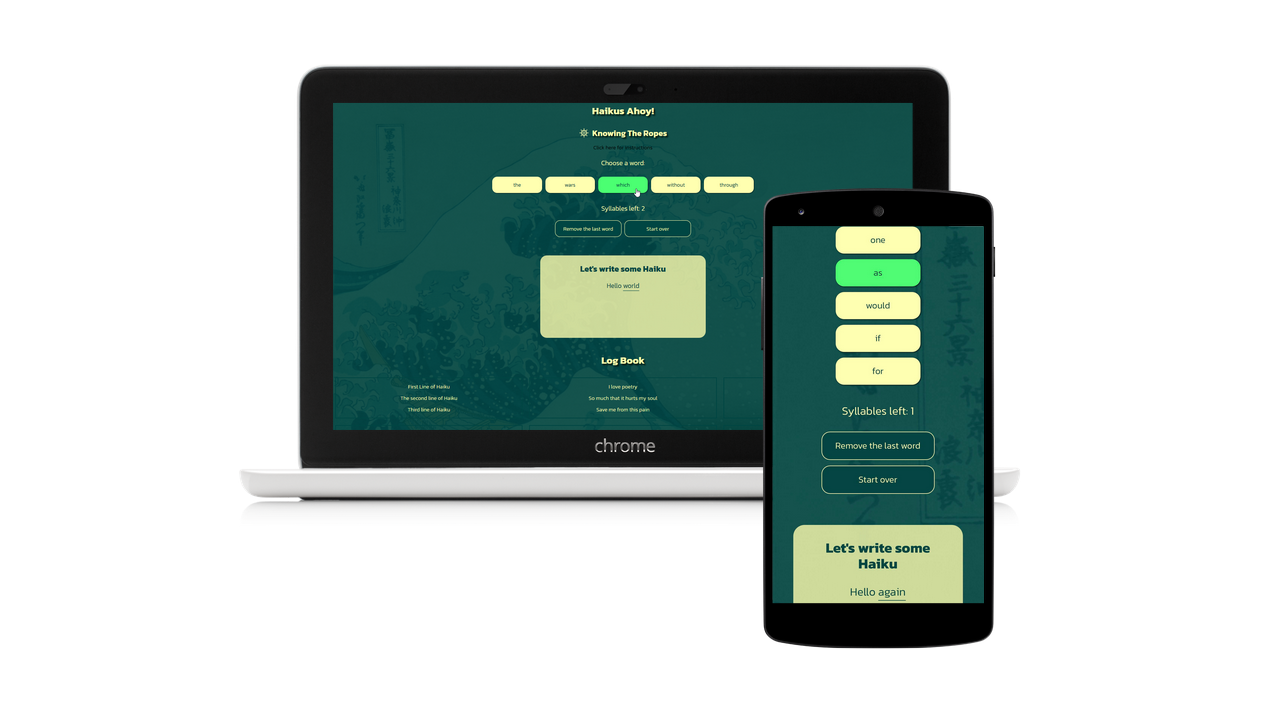 Haikus Ahoy!
Knowing The Ropes
Click here for instructions
Choose a word:
the
wars
which
without
through
Syllables left: 2
Remove the last word
Start over
Let's write some Haiku
Hello world
Log Book
First Line of Haiku
The second line of Haiku
Third line of Haiku
I love poetry
So much that it hurts my soul
Save me from this pain
chrome
one
as
would
if
for
Syllables left: 1
Remove the last word
Start over
Let's write some
Haiku
Hello again